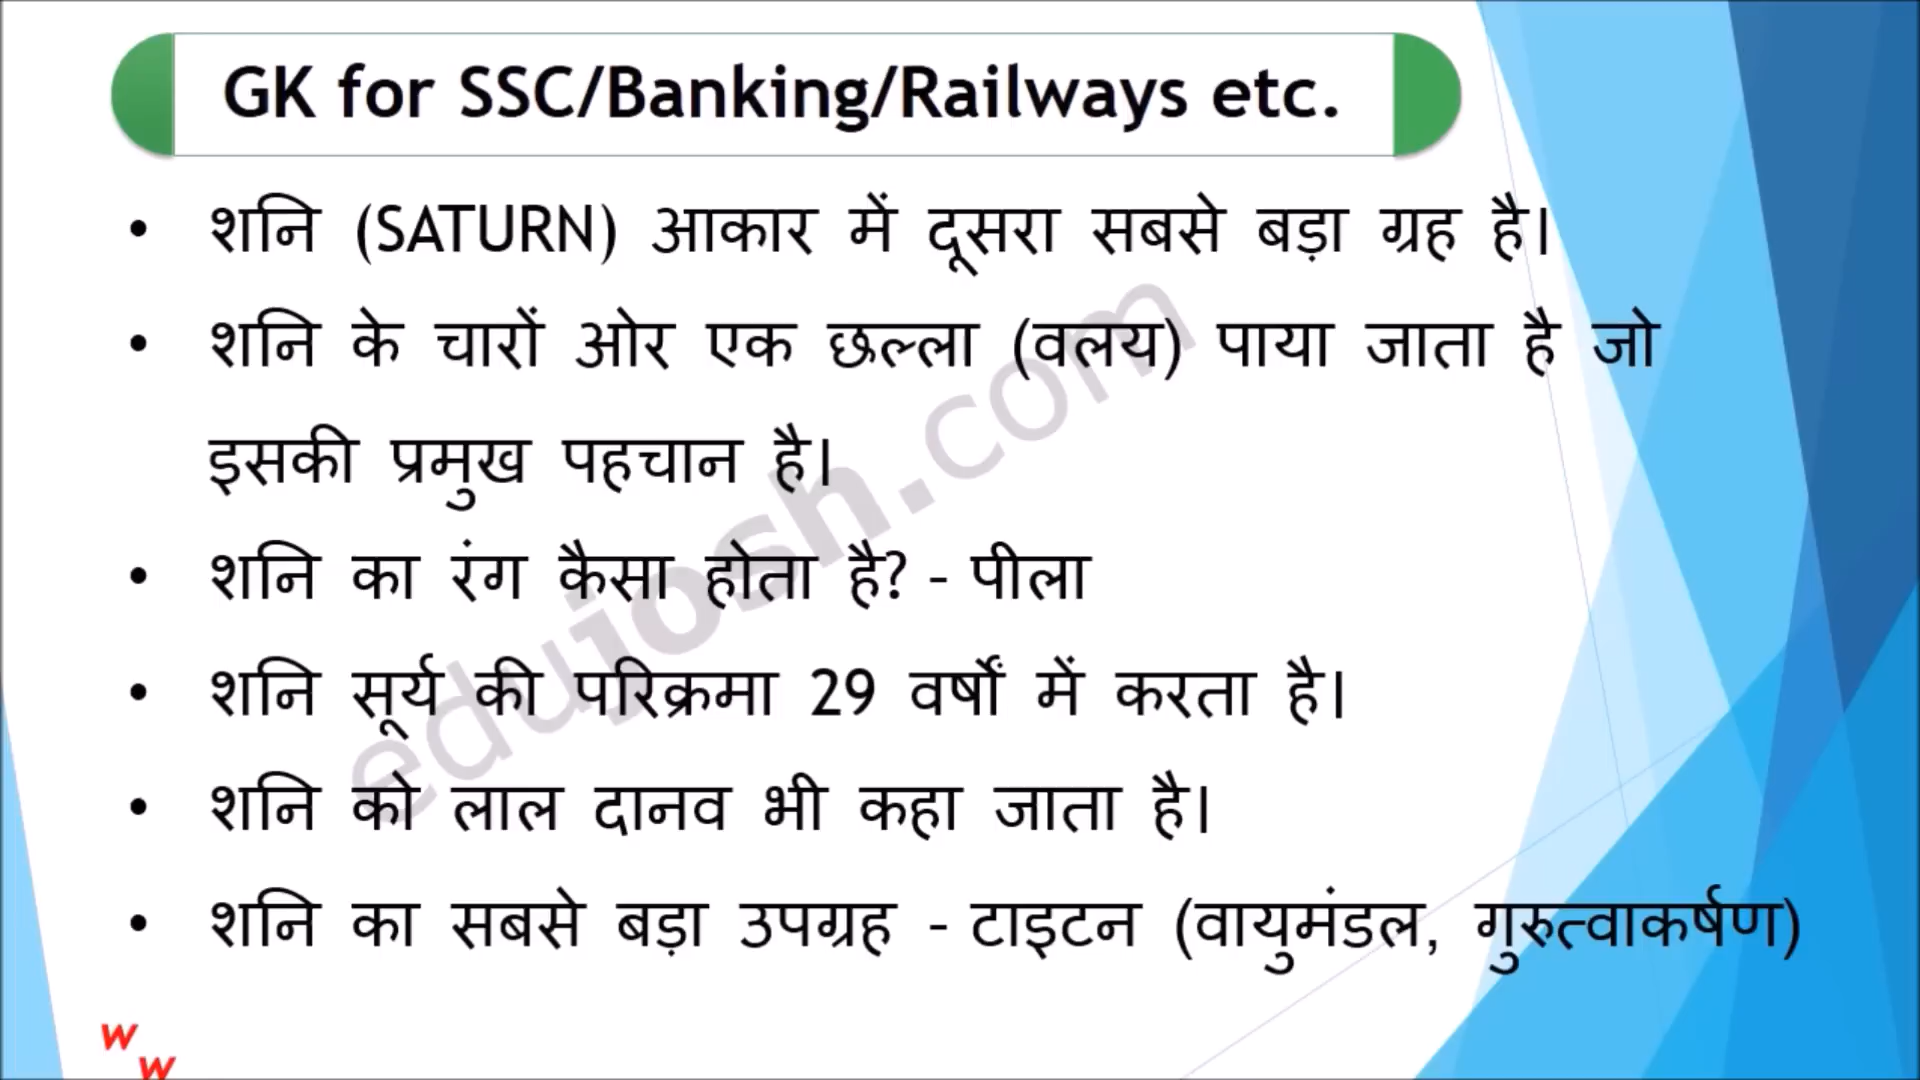 GK for SSC/Banking/Railways etc.
• शनि (SATURN) आकार में दूसरा सबसे बड़ा ग्रह है।
• शनि के चारों ओर एक छल्ला (वलय) पाया जाता है जो
इसकी प्रमुख पहचान है।
• शनि का रंग कैसा होता है? - पीला
• शनि सूर्य की परिक्रमा 29 वर्षों में करता है।
• शनि को लाल दानव भी कहा जाता है।
• शनि का सबसे बड़ा उपग्रह - टाइटन (वायुमंडल, गुरुत्वाकर्षण)
edujosh.com
w
w